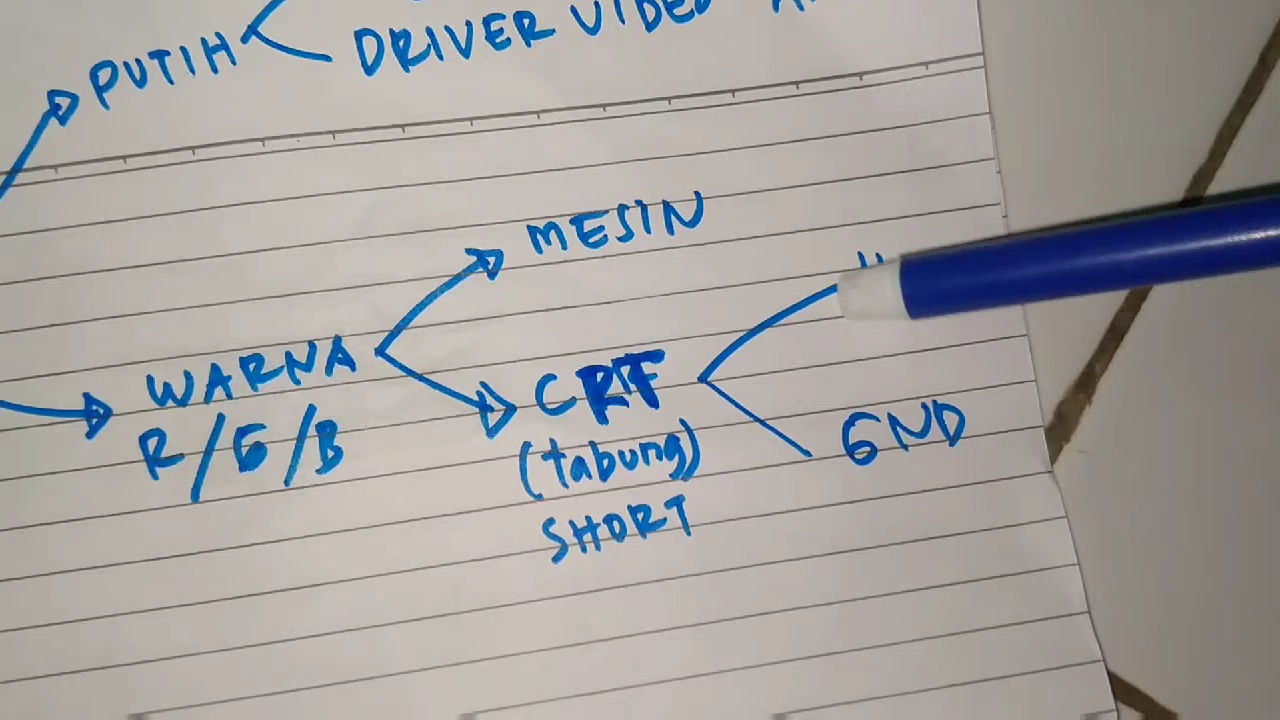 PUTIH
DRIVER VIDEO
MESIN
WARNA
R/G/B
CRT
(tabung)
SHORT
GND